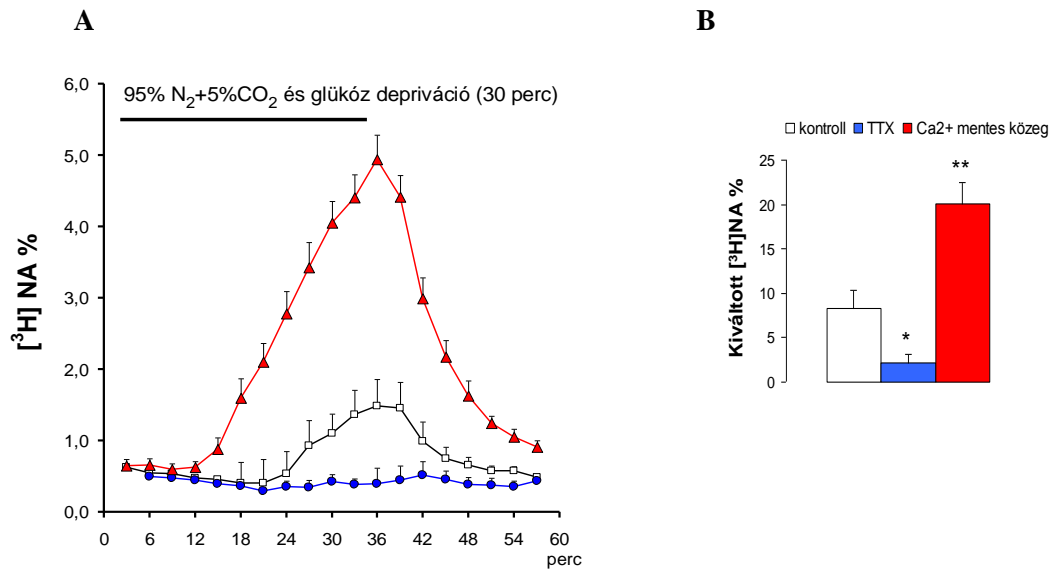 A
95% N₂+5%CO₂ és glükóz depriváció (30 perc)
[³H] NA %
6,0
5,0
4,0
3,0
2,0
1,0
0,0
0 6 12 18 24 30 36 42 48 54 60
perc
B
kontroll TTX Ca2+ mentes közeg
Kiváltott [³H]NA %
25
20
15
10
5
0
*
**